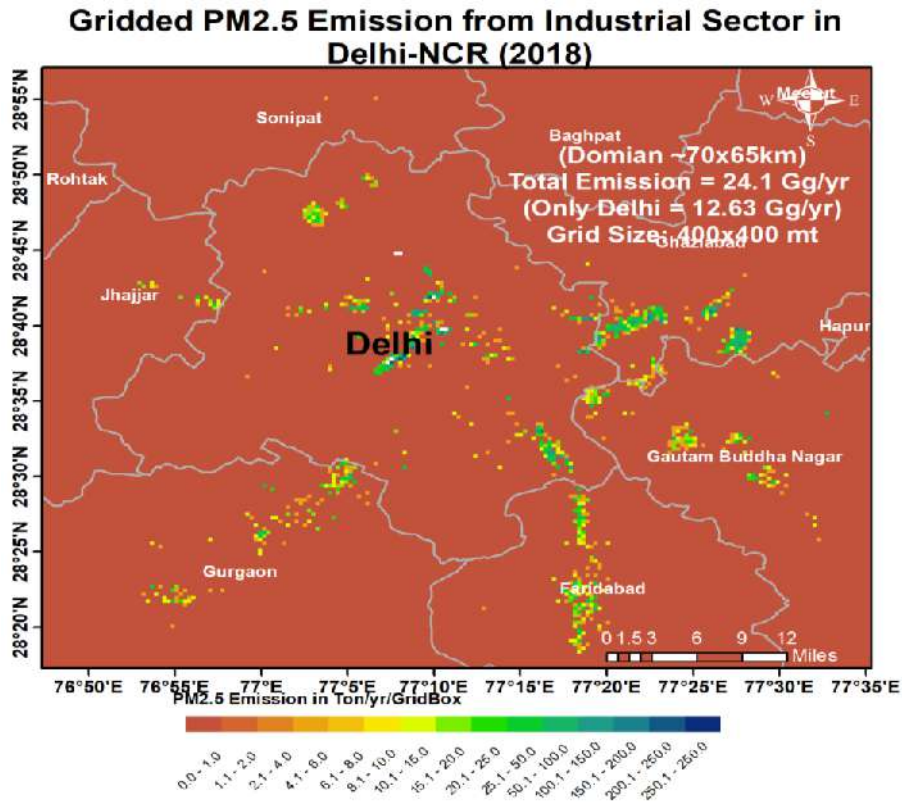 Gridded PM2.5 Emission from Industrial Sector in
Delhi-NCR (2018)
28°55'N
28°50'N
28°45'N
28°40'N
28°35'N
28°30'N
28°25'N
28°20'N
Meerut
W E
S
Sonipat
Baghpat
(Domian ~70x65km)
Rohtak
Total Emission = 24.1 Gg/yr
(Only Delhi = 12.63 Gg/yr)
Grid Size: 400x400 mt
Ghaziabad
Jhajjar
Hapur
Delhi
Gautam Buddha Nagar
Gurgaon
Faridabad
0 1.5 3 6 9 12
Miles
76°50'E 76°55'E 77°0'E 77°5'E 77°10'E 77°15'E 77°20'E 77°25'E 77°30'E 77°35'E
PM2.5 Emission in Ton/yr/GridBox
0.0 - 1.0
1.1 - 2.0
2.1 - 4.0
4.1 - 6.0
6.1 - 8.0
8.1 - 10.0
10.1 - 15.0
15.1 - 20.0
20.1 - 25.0
25.1 - 50.0
50.1 - 100.0
100.1 - 150.0
150.1 - 200.0
200.1 - 250.0
250.1 - 250.0